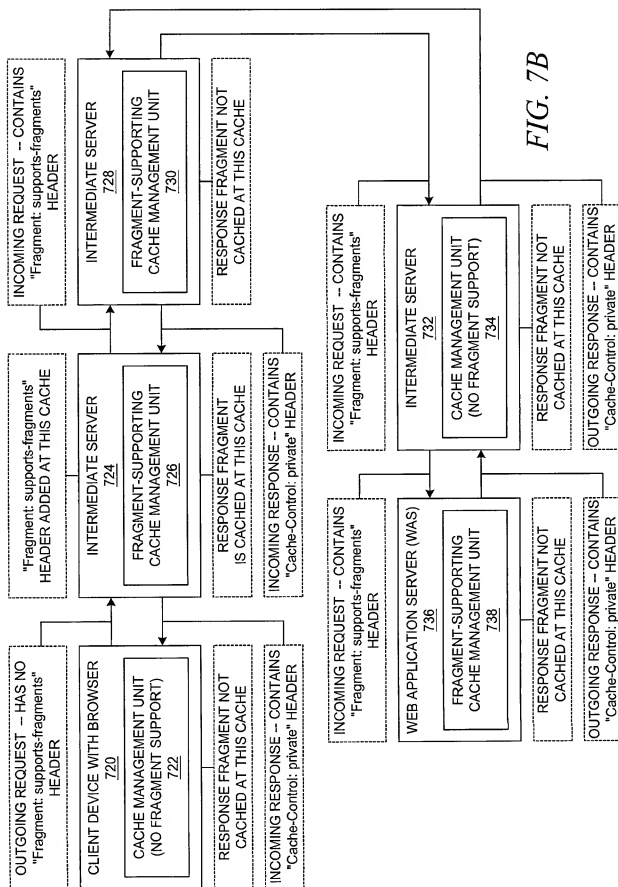 OUTGOING REQUEST -- HAS NO
"Fragment: supports-fragments"
HEADER
CLIENT DEVICE WITH BROWSER
720
CACHE MANAGEMENT UNIT
(NO FRAGMENT SUPPORT)
722
RESPONSE FRAGMENT NOT
CACHED AT THIS CACHE
INCOMING RESPONSE -- CONTAINS
"Cache-Control: private" HEADER
"Fragment: supports-fragments"
HEADER ADDED AT THIS CACHE
INTERMEDIATE SERVER
724
FRAGMENT-SUPPORTING
CACHE MANAGEMENT UNIT
726
RESPONSE FRAGMENT
IS CACHED AT THIS CACHE
INCOMING RESPONSE -- CONTAINS
"Cache-Control: private" HEADER
INCOMING REQUEST -- CONTAINS
"Fragment: supports-fragments"
HEADER
INTERMEDIATE SERVER
728
FRAGMENT-SUPPORTING
CACHE MANAGEMENT UNIT
730
RESPONSE FRAGMENT NOT
CACHED AT THIS CACHE
INCOMING REQUEST -- CONTAINS
"Fragment: supports-fragments"
HEADER
WEB APPLICATION SERVER (WAS)
736
FRAGMENT-SUPPORTING
CACHE MANAGEMENT UNIT
738
RESPONSE FRAGMENT NOT
CACHED AT THIS CACHE
OUTGOING RESPONSE -- CONTAINS
"Cache-Control: private" HEADER
INCOMING REQUEST -- CONTAINS
"Fragment: supports-fragments"
HEADER
INTERMEDIATE SERVER
732
CACHE MANAGEMENT UNIT
(NO FRAGMENT SUPPORT)
734
RESPONSE FRAGMENT NOT
CACHED AT THIS CACHE
OUTGOING RESPONSE -- CONTAINS
"Cache-Control: private" HEADER
FIG. 7B